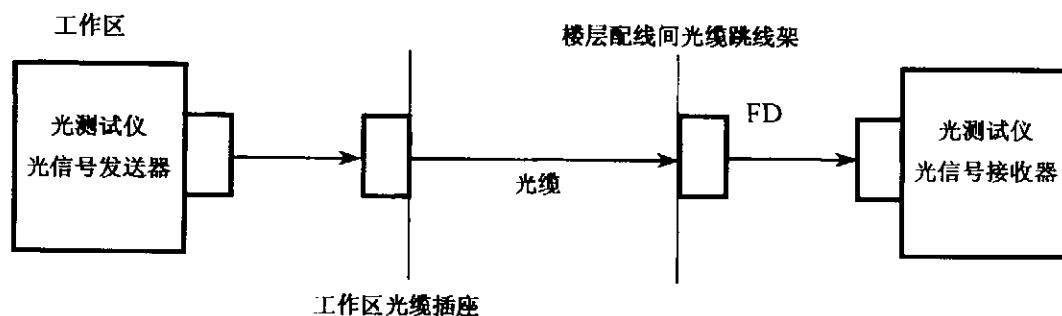 工作区
楼层配线间光缆跳线架
光测试仪
光信号发送器
FD
光测试仪
光信号接收器
光缆
工作区光缆插座